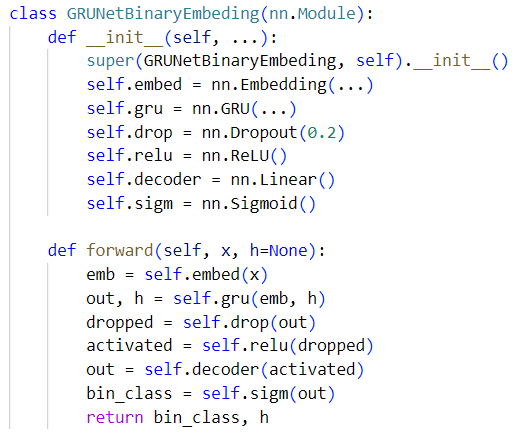 class GRUNetBinaryEmbeding(nn.Module):
    def __init__(self, ...):
        super(GRUNetBinaryEmbeding, self).__init__()
        self.embed = nn.Embedding(...)
        self.gru = nn.GRU(...)
        self.drop = nn.Dropout(0.2)
        self.relu = nn.ReLU()
        self.decoder = nn.Linear()
        self.sigm = nn.Sigmoid()

    def forward(self, x, h=None):
        emb = self.embed(x)
        out, h = self.gru(emb, h)
        dropped = self.drop(out)
        activated = self.relu(dropped)
        out = self.decoder(activated)
        bin_class = self.sigm(out)
        return bin_class, h